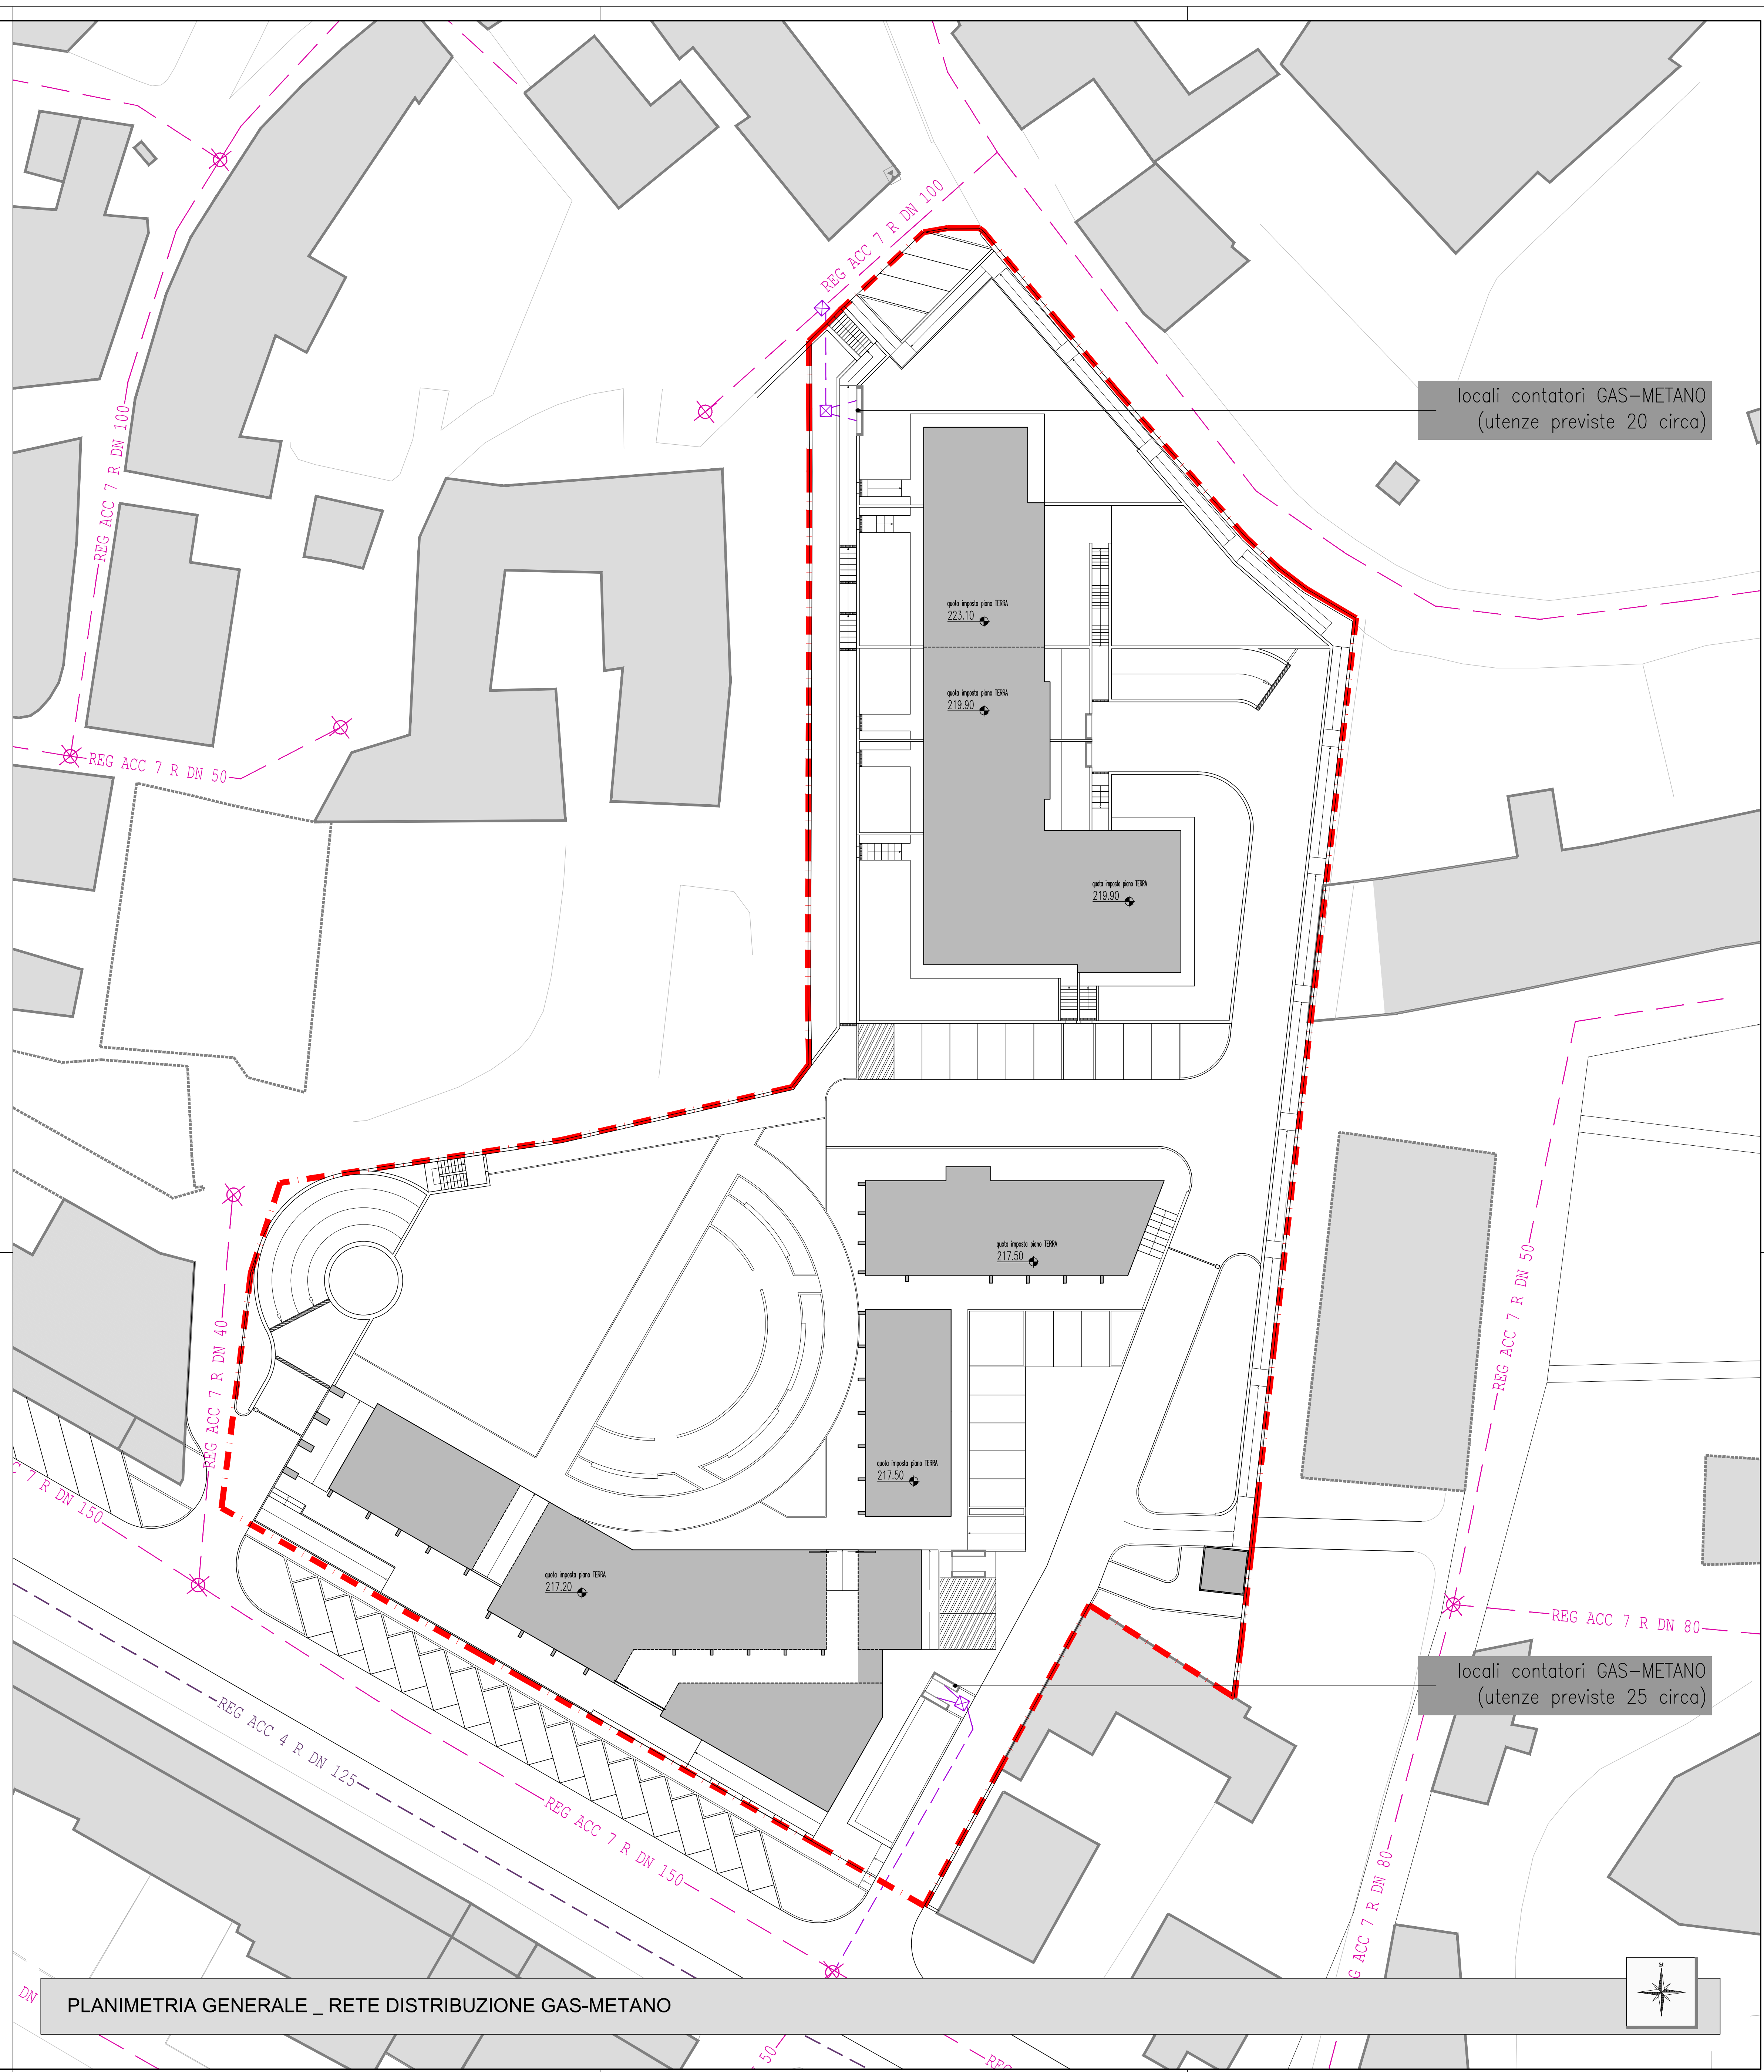 REG ACC 7 R DN 100
locali contatori GAS-METANO
(utenze previste 20 circa)
REG ACC 7 R DN 100
quota imposta piano TERRA
223.10
quota imposta piano TERRA
219.90
REG ACC 7 R DN 50
quota imposta piano TERRA
219.90
quota imposta piano TERRA
217.50
REG ACC 7 R DN 50
REG ACC 7 R DN 40
quota imposta piano TERRA
217.50
C 7 R DN 150
quota imposta piano TERRA
217.20
REG ACC 7 R DN 80
locali contatori GAS-METANO
(utenze previste 25 circa)
REG ACC 4 R DN 125
REG ACC 7 R DN 150
G ACC 7 R DN 80
DN
N
PLANIMETRIA GENERALE _ RETE DISTRIBUZIONE GAS-METANO
50
REG